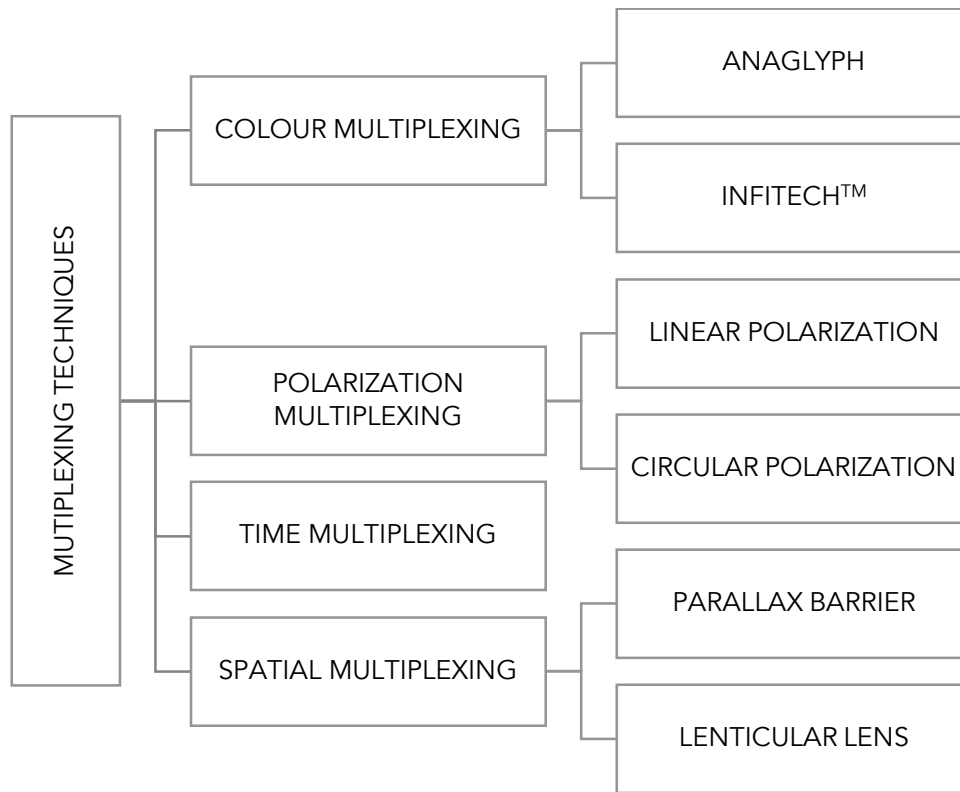 MUTIPLEXING TECHNIQUES
COLOUR MULTIPLEXING
ANAGLYPH
INFITECH™
POLARIZATION
MULTIPLEXING
LINEAR POLARIZATION
CIRCULAR POLARIZATION
TIME MULTIPLEXING
SPATIAL MULTIPLEXING
PARALLAX BARRIER
LENTICULAR LENS